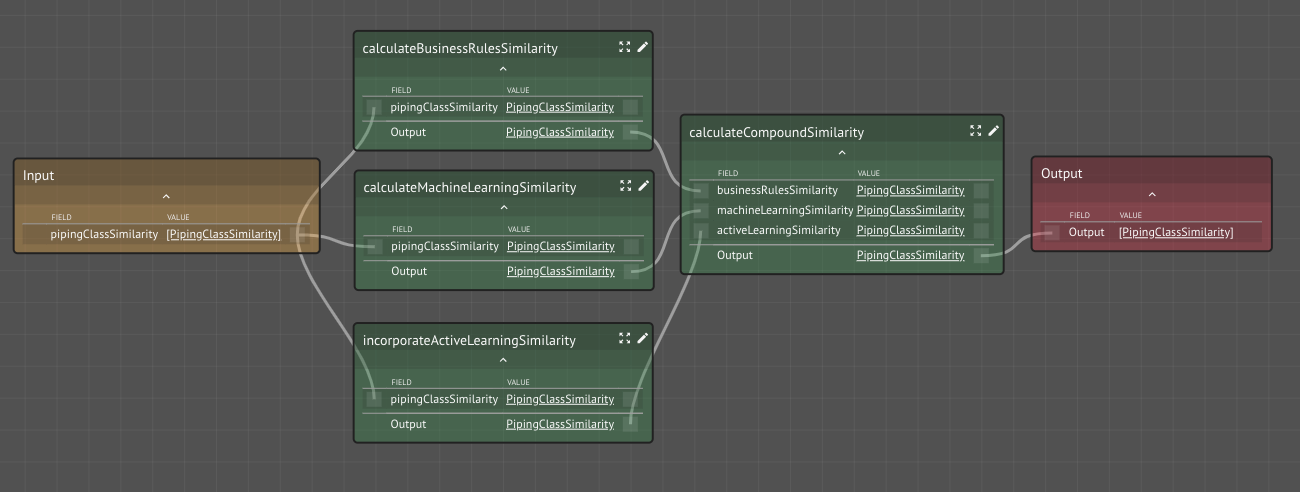 Input
FIELD VALUE
pipingClassSimilarity [PipingClassSimilarity]
calculateBusinessRulesSimilarity
FIELD VALUE
pipingClassSimilarity PipingClassSimilarity
Output PipingClassSimilarity
calculateMachineLearningSimilarity
FIELD VALUE
pipingClassSimilarity PipingClassSimilarity
Output PipingClassSimilarity
incorporateActiveLearningSimilarity
FIELD VALUE
pipingClassSimilarity PipingClassSimilarity
Output PipingClassSimilarity
calculateCompoundSimilarity
FIELD VALUE
businessRulesSimilarity PipingClassSimilarity
machineLearningSimilarity PipingClassSimilarity
activeLearningSimilarity PipingClassSimilarity
Output PipingClassSimilarity
Output
FIELD VALUE
Output [PipingClassSimilarity]